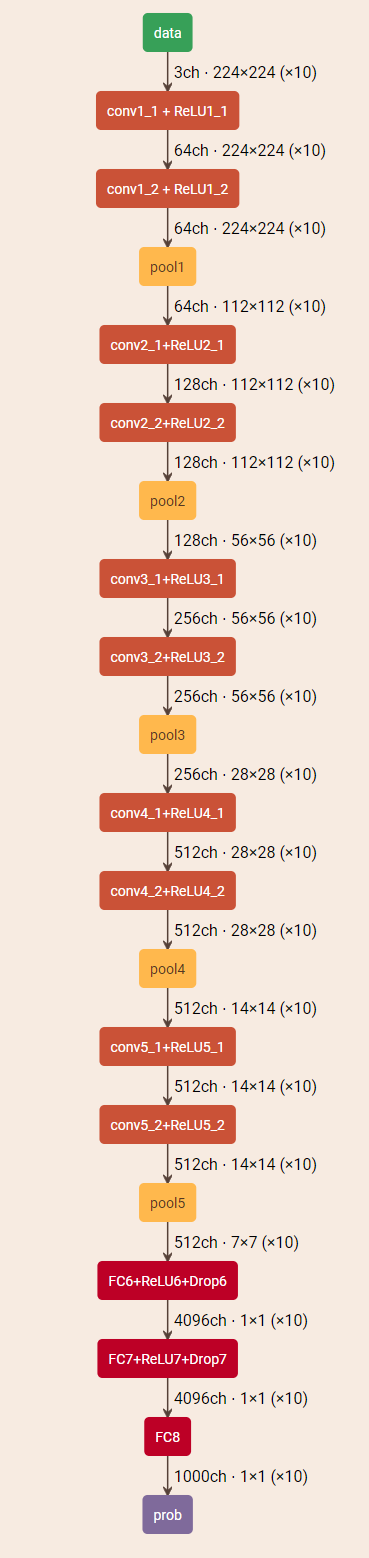 data
3ch · 224×224 (×10)
conv1_1 + ReLU1_1
64ch · 224×224 (×10)
conv1_2 + ReLU1_2
64ch · 224×224 (×10)
pool1
64ch · 112×112 (×10)
conv2_1+ReLU2_1
128ch · 112×112 (×10)
conv2_2+ReLU2_2
128ch · 112×112 (×10)
pool2
128ch · 56×56 (×10)
conv3_1+ReLU3_1
256ch · 56×56 (×10)
conv3_2+ReLU3_2
256ch · 56×56 (×10)
pool3
256ch · 28×28 (×10)
conv4_1+ReLU4_1
512ch · 28×28 (×10)
conv4_2+ReLU4_2
512ch · 28×28 (×10)
pool4
512ch · 14×14 (×10)
conv5_1+ReLU5_1
512ch · 14×14 (×10)
conv5_2+ReLU5_2
512ch · 14×14 (×10)
pool5
512ch · 7×7 (×10)
FC6+ReLU6+Drop6
4096ch · 1×1 (×10)
FC7+ReLU7+Drop7
4096ch · 1×1 (×10)
FC8
1000ch · 1×1 (×10)
prob